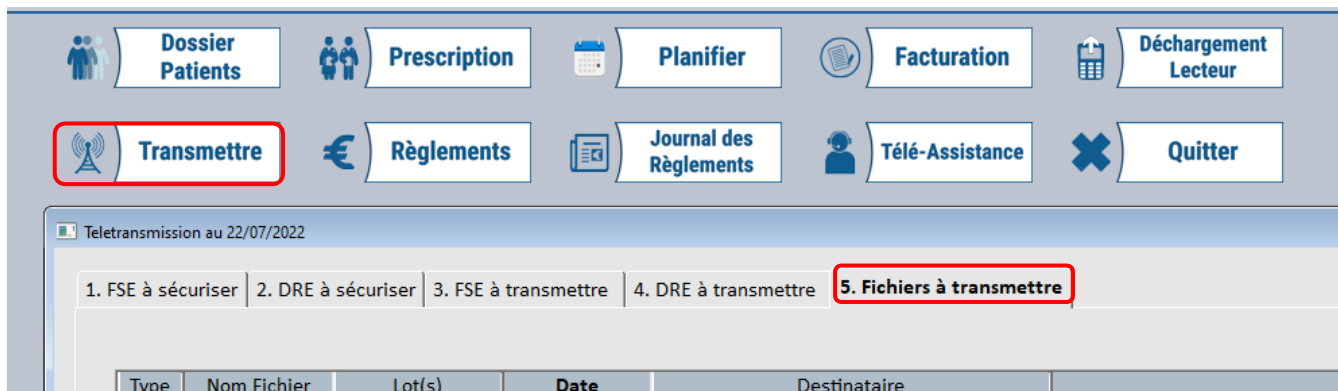 Dossier Patients
Prescription
Planifier
Facturation
Déchargement Lecteur
Transmettre
Règlements
Journal des Règlements
Télé-Assistance
Quitter
Teletransmission au 22/07/2022
1. FSE à sécuriser 2. DRE à sécuriser 3. FSE à transmettre 4. DRE à transmettre 5. Fichiers à transmettre
Type Nom Fichier Lot(s) Date Destinataire